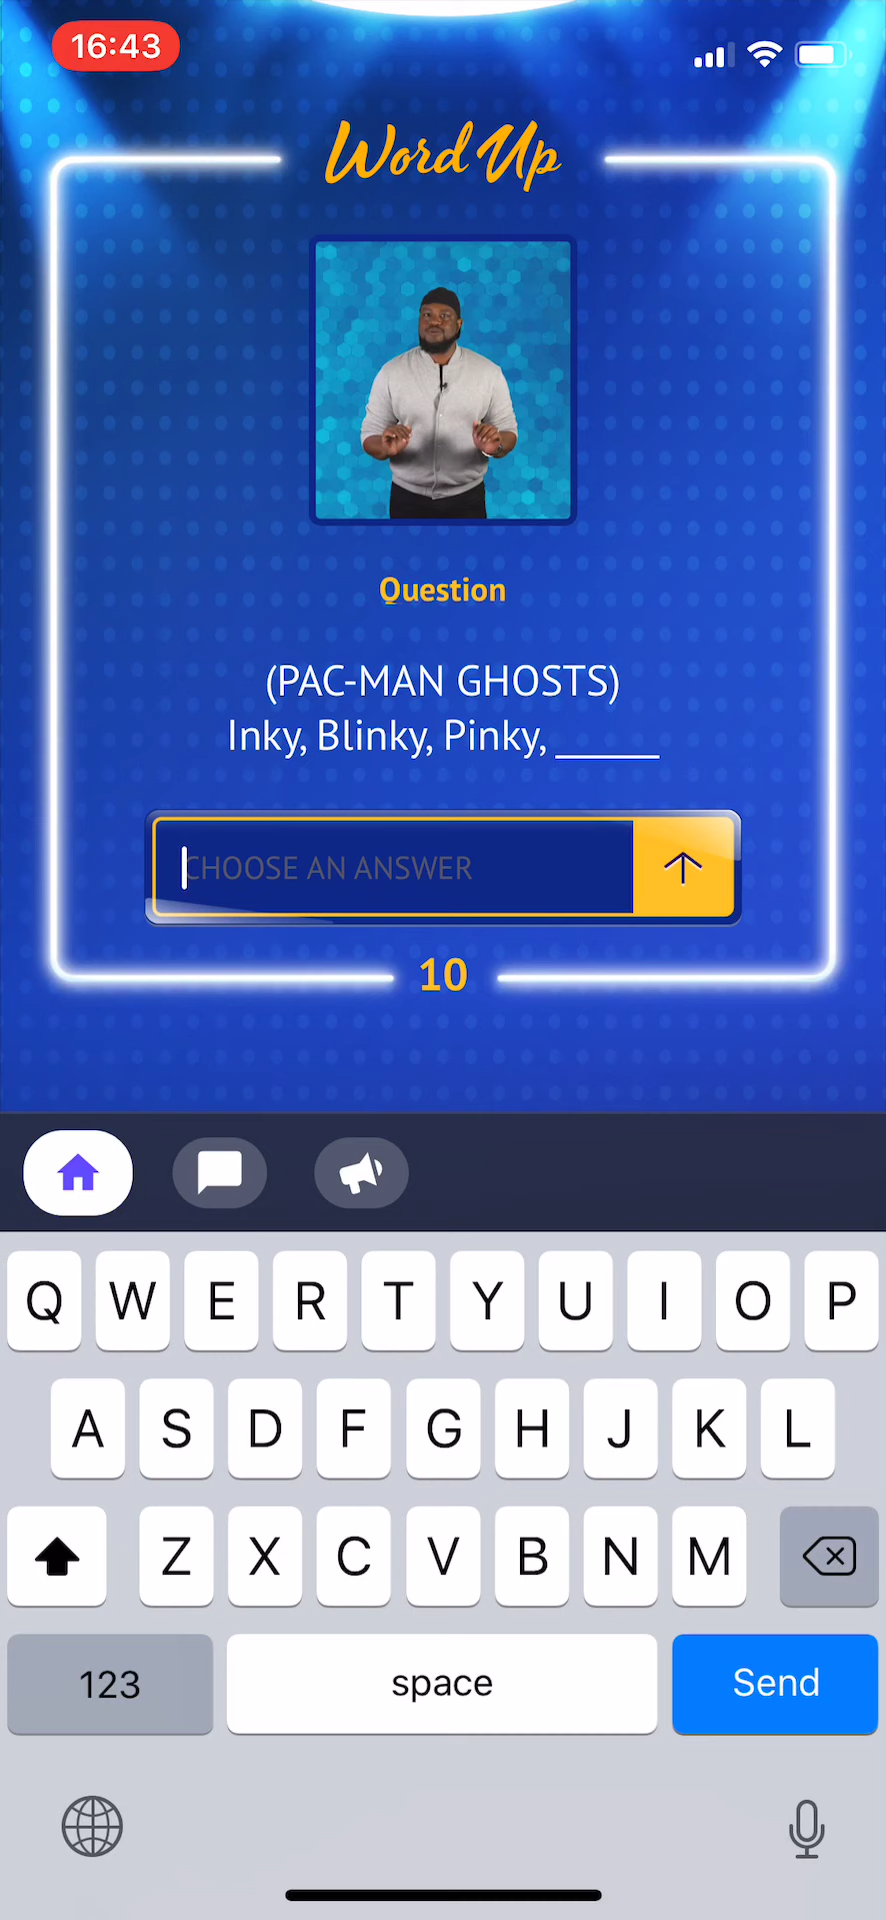 16:43
Word Up
Question
(PAC-MAN GHOSTS)
Inky, Blinky, Pinky, ______
CHOOSE AN ANSWER
10
Q W E R T Y U I O P
A S D F G H J K L
Z X C V B N M
123 space Send